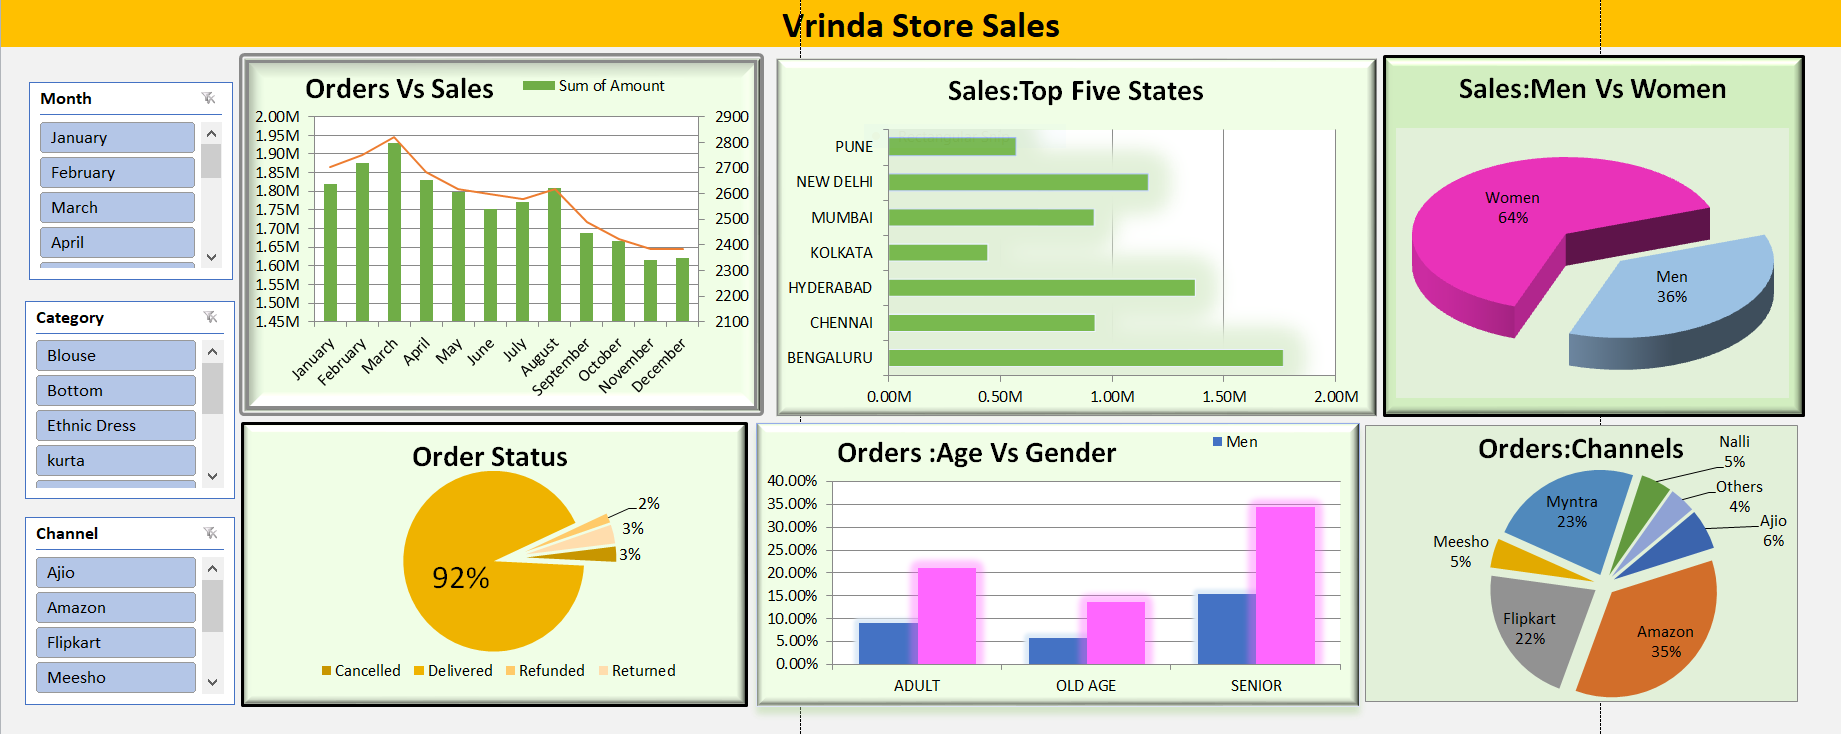 Vrinda Store Sales
Month
January
February
March
April
Category
Blouse
Bottom
Ethnic Dress
kurta
Channel
Ajio
Amazon
Flipkart
Meesho
Orders Vs Sales
Sum of Amount
2.00M
1.95M
1.90M
1.85M
1.80M
1.75M
1.70M
1.65M
1.60M
1.55M
1.50M
1.45M
2900
2800
2700
2600
2500
2400
2300
2200
2100
January
February
March
April
May
June
July
August
September
October
November
December
Sales:Top Five States
PUNE
NEW DELHI
MUMBAI
KOLKATA
HYDERABAD
CHENNAI
BENGALURU
0.00M 0.50M 1.00M 1.50M 2.00M
Sales:Men Vs Women
Women
64%
Men
36%
Order Status
2%
3%
3%
92%
Cancelled Delivered Refunded Returned
Orders :Age Vs Gender
Men
40.00%
35.00%
30.00%
25.00%
20.00%
15.00%
10.00%
5.00%
0.00%
ADULT OLD AGE SENIOR
Orders:Channels
Nalli
5%
Others
4%
Ajio
6%
Myntra
23%
Meesho
5%
Flipkart
22%
Amazon
35%